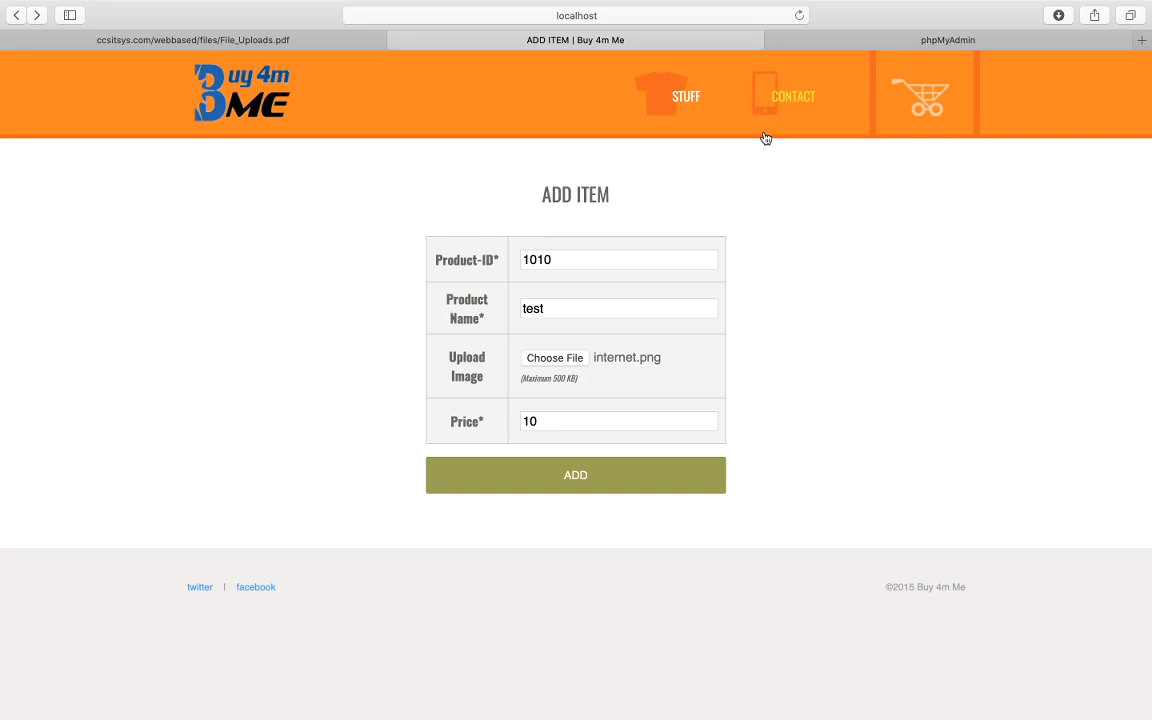 localhost
ccsitsys.com/webbased/files/File_Uploads.pdf
ADD ITEM | Buy 4m Me
phpMyAdmin
Buy 4m
ME
STUFF
CONTACT
ADD ITEM
Product-ID*
1010
Product
Name*
test
Upload
Image
Choose File internet.png
(Maximum 500 KB)
Price*
10
ADD
twitter | facebook
©2015 Buy 4m Me